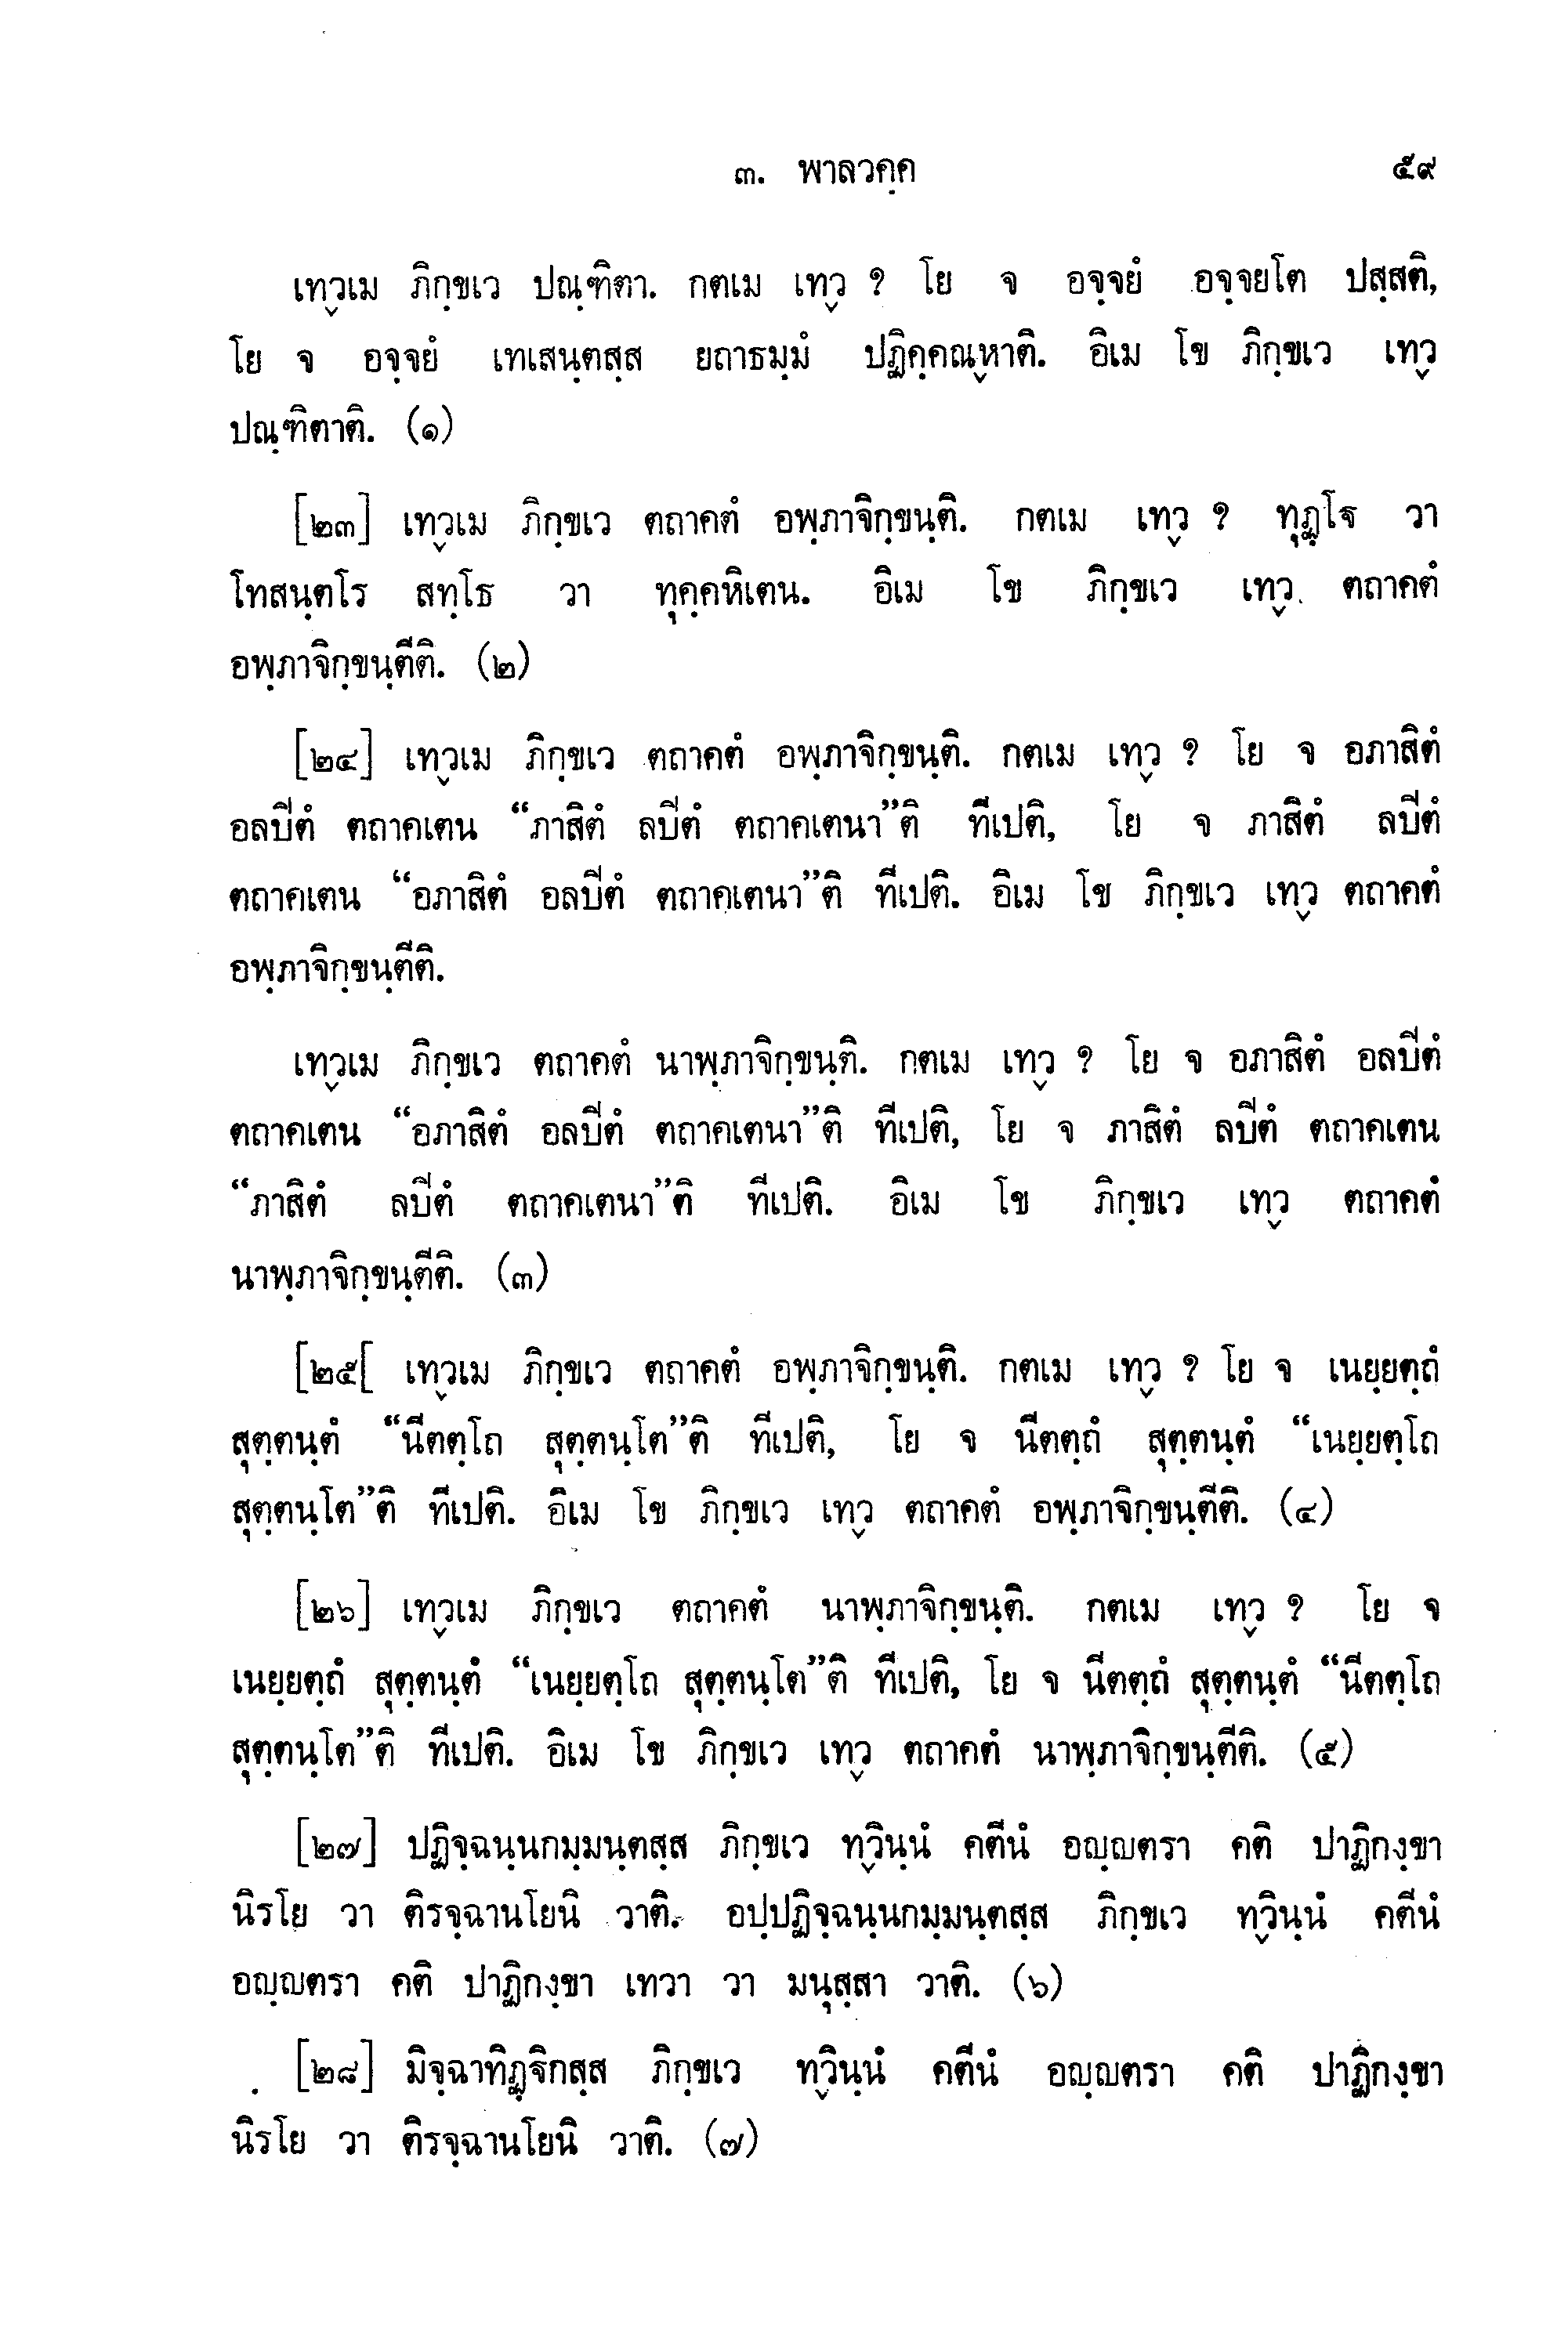 ๓. พาลวคฺค ๕๙
เทฺวเม ภิกฺขเว ปณฺฑิตา. กตเม เทฺว ? โย จ อจฺจยํ อจฺจยโต ปสฺสติ,
โย จ อจฺจยํ เทเสนฺตสฺส ยถาธมฺมํ ปฏิคฺคณฺหาติ. อิเม โข ภิกฺขเว เทฺว
ปณฺฑิตาติ. (๑)
[๒๓] เทฺวเม ภิกฺขเว ตถาคตํ อพฺภาจิกฺขนฺติ. กตเม เทฺว ? ทุฏฺโฐ วา
โทสนฺตโร สทฺโธ วา ทุคฺคหิเตน. อิเม โข ภิกฺขเว เทฺว ตถาคตํ
อพฺภาจิกฺขนฺตีติ. (๒)
[๒๔] เทฺวเม ภิกฺขเว ตถาคตํ อพฺภาจิกฺขนฺติ. กตเม เทฺว ? โย จ อภาสิตํ
อลปิตํ ตถาคเตน “ภาสิตํ ลปิตํ ตถาคเตนา”ติ ทีเปติ, โย จ ภาสิตํ ลปิตํ
ตถาคเตน “อภาสิตํ อลปิตํ ตถาคเตนา”ติ ทีเปติ. อิเม โข ภิกฺขเว เทฺว ตถาคตํ
อพฺภาจิกฺขนฺตีติ.
เทฺวเม ภิกฺขเว ตถาคตํ นาพฺภาจิกฺขนฺติ. กตเม เทฺว ? โย จ อภาสิตํ อลปิตํ
ตถาคเตน “อภาสิตํ อลปิตํ ตถาคเตนา”ติ ทีเปติ, โย จ ภาสิตํ ลปิตํ ตถาคเตน
“ภาสิตํ ลปิตํ ตถาคเตนา”ติ ทีเปติ. อิเม โข ภิกฺขเว เทฺว ตถาคตํ
นาพฺภาจิกฺขนฺตีติ. (๓)
[๒๕[ เทฺวเม ภิกฺขเว ตถาคตํ อพฺภาจิกฺขนฺติ. กตเม เทฺว ? โย จ เนยฺยตฺถํ
สุตฺตนฺตํ “นีตตฺโถ สุตฺตนฺโต”ติ ทีเปติ, โย จ นีตตฺถํ สุตฺตนฺตํ “เนยฺยตฺโถ
สุตฺตนฺโต”ติ ทีเปติ. อิเม โข ภิกฺขเว เทฺว ตถาคตํ อพฺภาจิกฺขนฺตีติ. (๔)
[๒๖] เทฺวเม ภิกฺขเว ตถาคตํ นาพฺภาจิกฺขนฺติ. กตเม เทฺว ? โย จ
เนยฺยตฺถํ สุตฺตนฺตํ “เนยฺยตฺโถ สุตฺตนฺโต”ติ ทีเปติ, โย จ นีตตฺถํ สุตฺตนฺตํ “นีตตฺโถ
สุตฺตนฺโต”ติ ทีเปติ. อิเม โข ภิกฺขเว เทฺว ตถาคตํ นาพฺภาจิกฺขนฺตีติ. (๕)
[๒๗] ปฏิจฺฉนฺนกมฺมนฺตสฺส ภิกฺขเว ทฺวินฺนํ คตีนํ อญฺญตรา คติ ปาฏิกงฺขา
นิรโย วา ติรจฺฉานโยนิ วาติ. อปฺปฏิจฺฉนฺนกมฺมนฺตสฺส ภิกฺขเว ทฺวินฺนํ คตีนํ
อญฺญตรา คติ ปาฏิกงฺขา เทวา วา มนุสฺสา วาติ. (๖)
[๒๘] มิจฺฉาทิฏฺฐิกสฺส ภิกฺขเว ทฺวินฺนํ คตีนํ อญฺญตรา คติ ปาฏิกงฺขา
นิรโย วา ติรจฺฉานโยนิ วาติ. (๗)